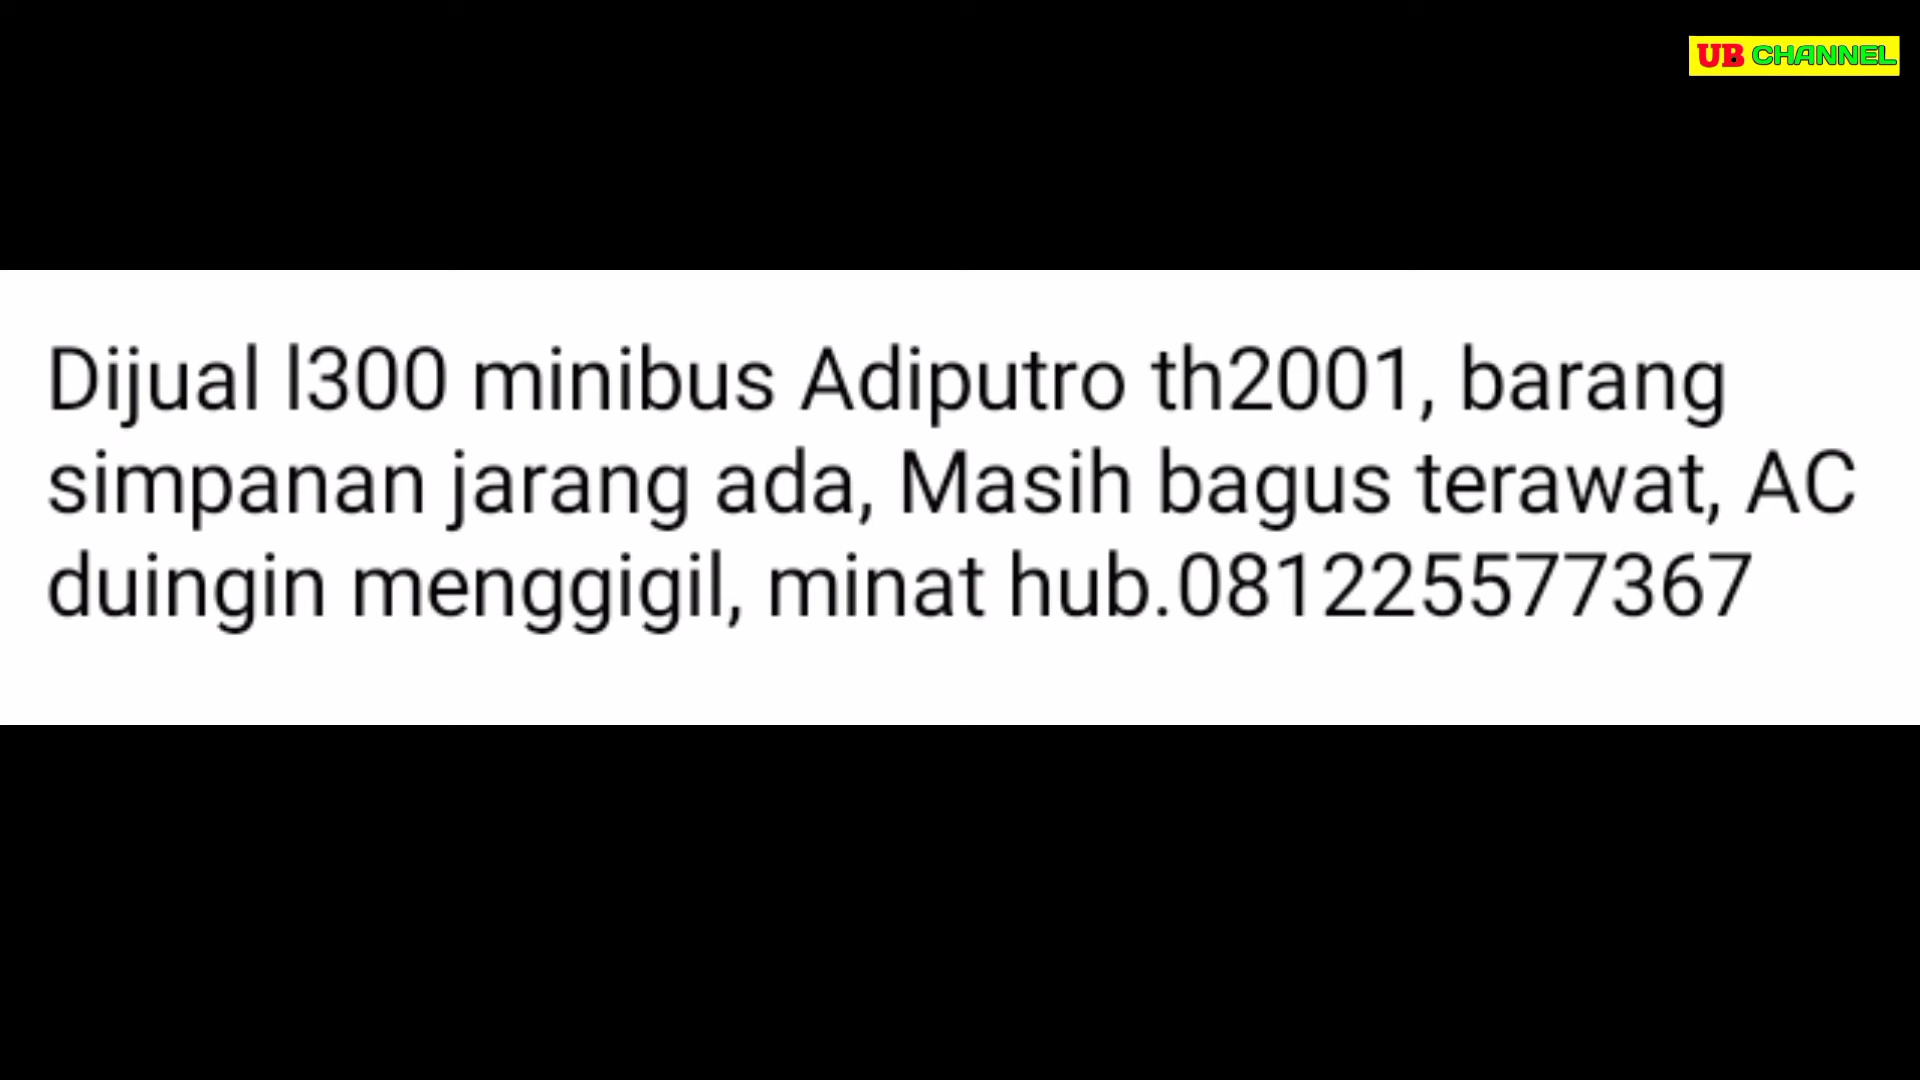 UB CHANNEL
Dijual l300 minibus Adiputro th2001, barang
simpanan jarang ada, Masih bagus terawat, AC
duingin menggigil, minat hub.081225577367